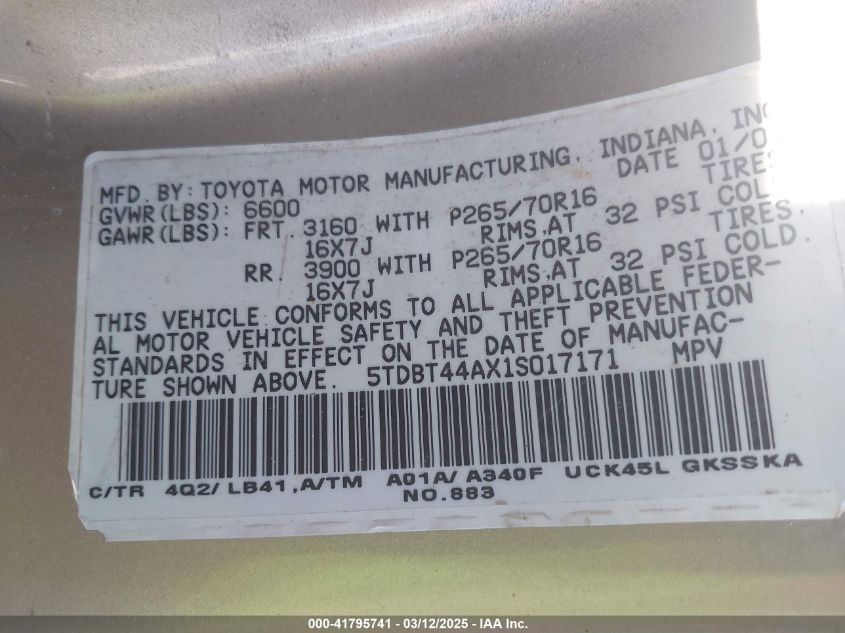 MFD. BY: TOYOTA MOTOR MANUFACTURING, INDIANA, INC
GVWR(LBS): 6600 DATE 01/0
GAWR(LBS): FRT. 3160 WITH P265/70R16 TIRES
16X7J RIMS.AT 32 PSI COLD
RR. 3900 WITH P265/70R16 TIRES.
16X7J RIMS.AT 32 PSI COLD.
THIS VEHICLE CONFORMS TO ALL APPLICABLE FEDER-
AL MOTOR VEHICLE SAFETY AND THEFT PREVENTION
STANDARDS IN EFFECT ON THE DATE OF MANUFAC-
TURE SHOWN ABOVE. 5TDBT44AX1S017171 MPV
C/TR 4Q2/ LB41,A/TM A01A/ A340F UCK45L GKSSKA
NO.883
000-41795741 - 03/12/2025 - IAA Inc.